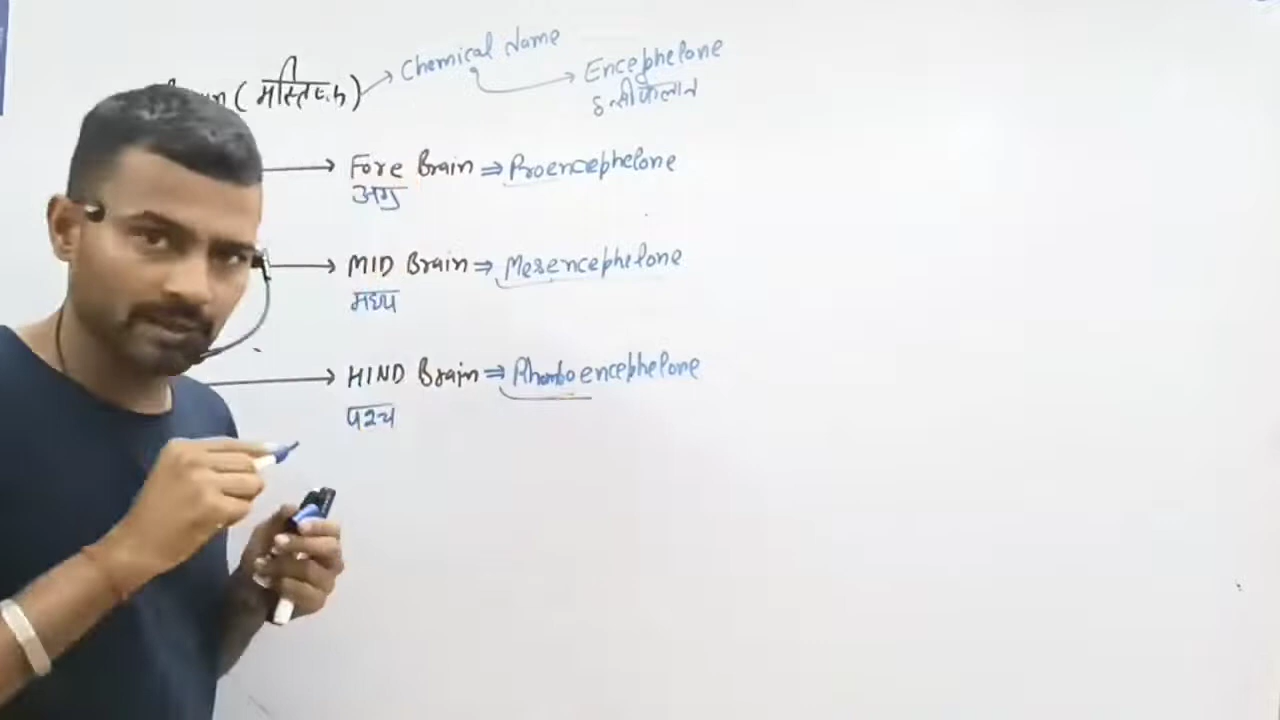 (मस्तिष्क) → Chemical Name → Encephelone
इन्सीफेलान
→ Fore Brain ⇒ Proencephelone
अग्र
→ MID Brain ⇒ Mesencephelone
मध्य
→ HIND Brain ⇒ Rhomboencephelone
पश्च